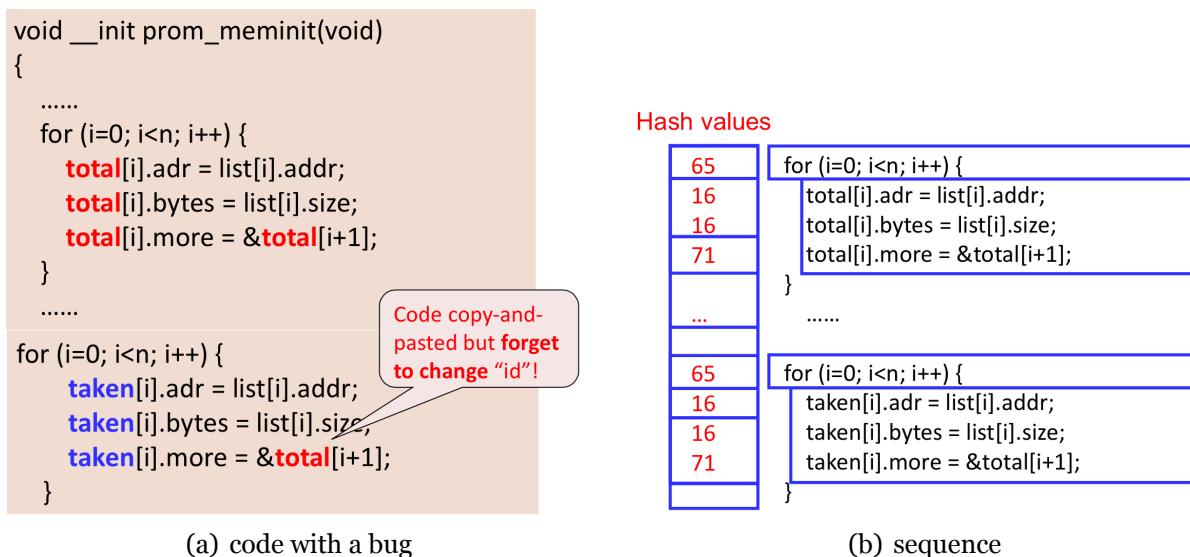 void __init prom_meminit(void)
{
……
for (i=0; i<n; i++) {
total[i].adr = list[i].addr;
total[i].bytes = list[i].size;
total[i].more = &total[i+1];
}
……
Code copy-and-
pasted but forget
to change “id”!
for (i=0; i<n; i++) {
taken[i].adr = list[i].addr;
taken[i].bytes = list[i].size;
taken[i].more = &total[i+1];
}
(a) code with a bug
Hash values
65 for (i=0; i<n; i++) {
16 total[i].adr = list[i].addr;
16 total[i].bytes = list[i].size;
71 total[i].more = &total[i+1];
}
… ……
65 for (i=0; i<n; i++) {
16 taken[i].adr = list[i].addr;
16 taken[i].bytes = list[i].size;
71 taken[i].more = &total[i+1];
}
(b) sequence